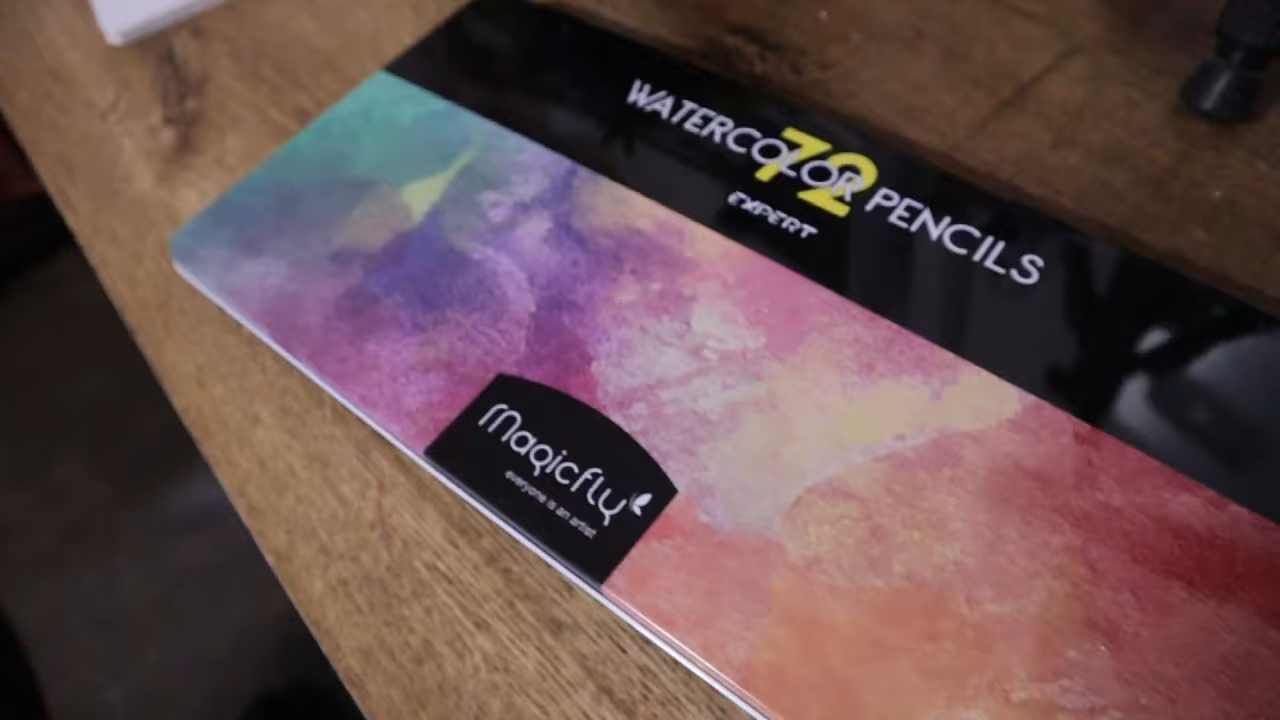 WATERCOLOR PENCILS
72
EXPERT
Magicfly
everyone is an artist